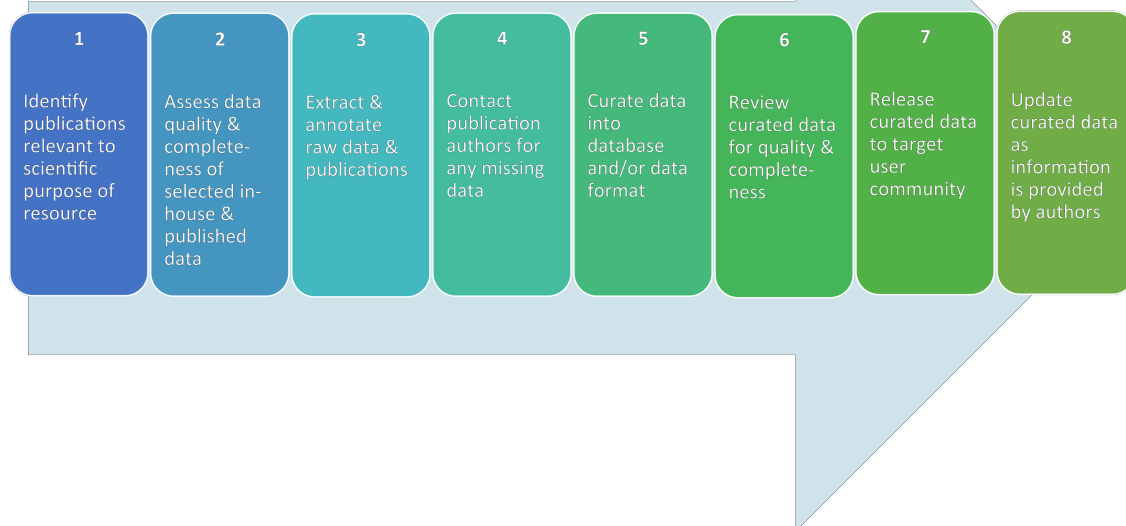 1
Identify
publications
relevant to
scientific
purpose of
resource
2
Assess data
quality &
complete-
ness of
selected in-
house &
published
data
3
Extract &
annotate
raw data &
publications
4
Contact
publication
authors for
any missing
data
5
Curate data
into
database
and/or data
format
6
Review
curated data
for quality &
complete-
ness
7
Release
curated data
to target
user
community
8
Update
curated data
as
information
is provided
by authors